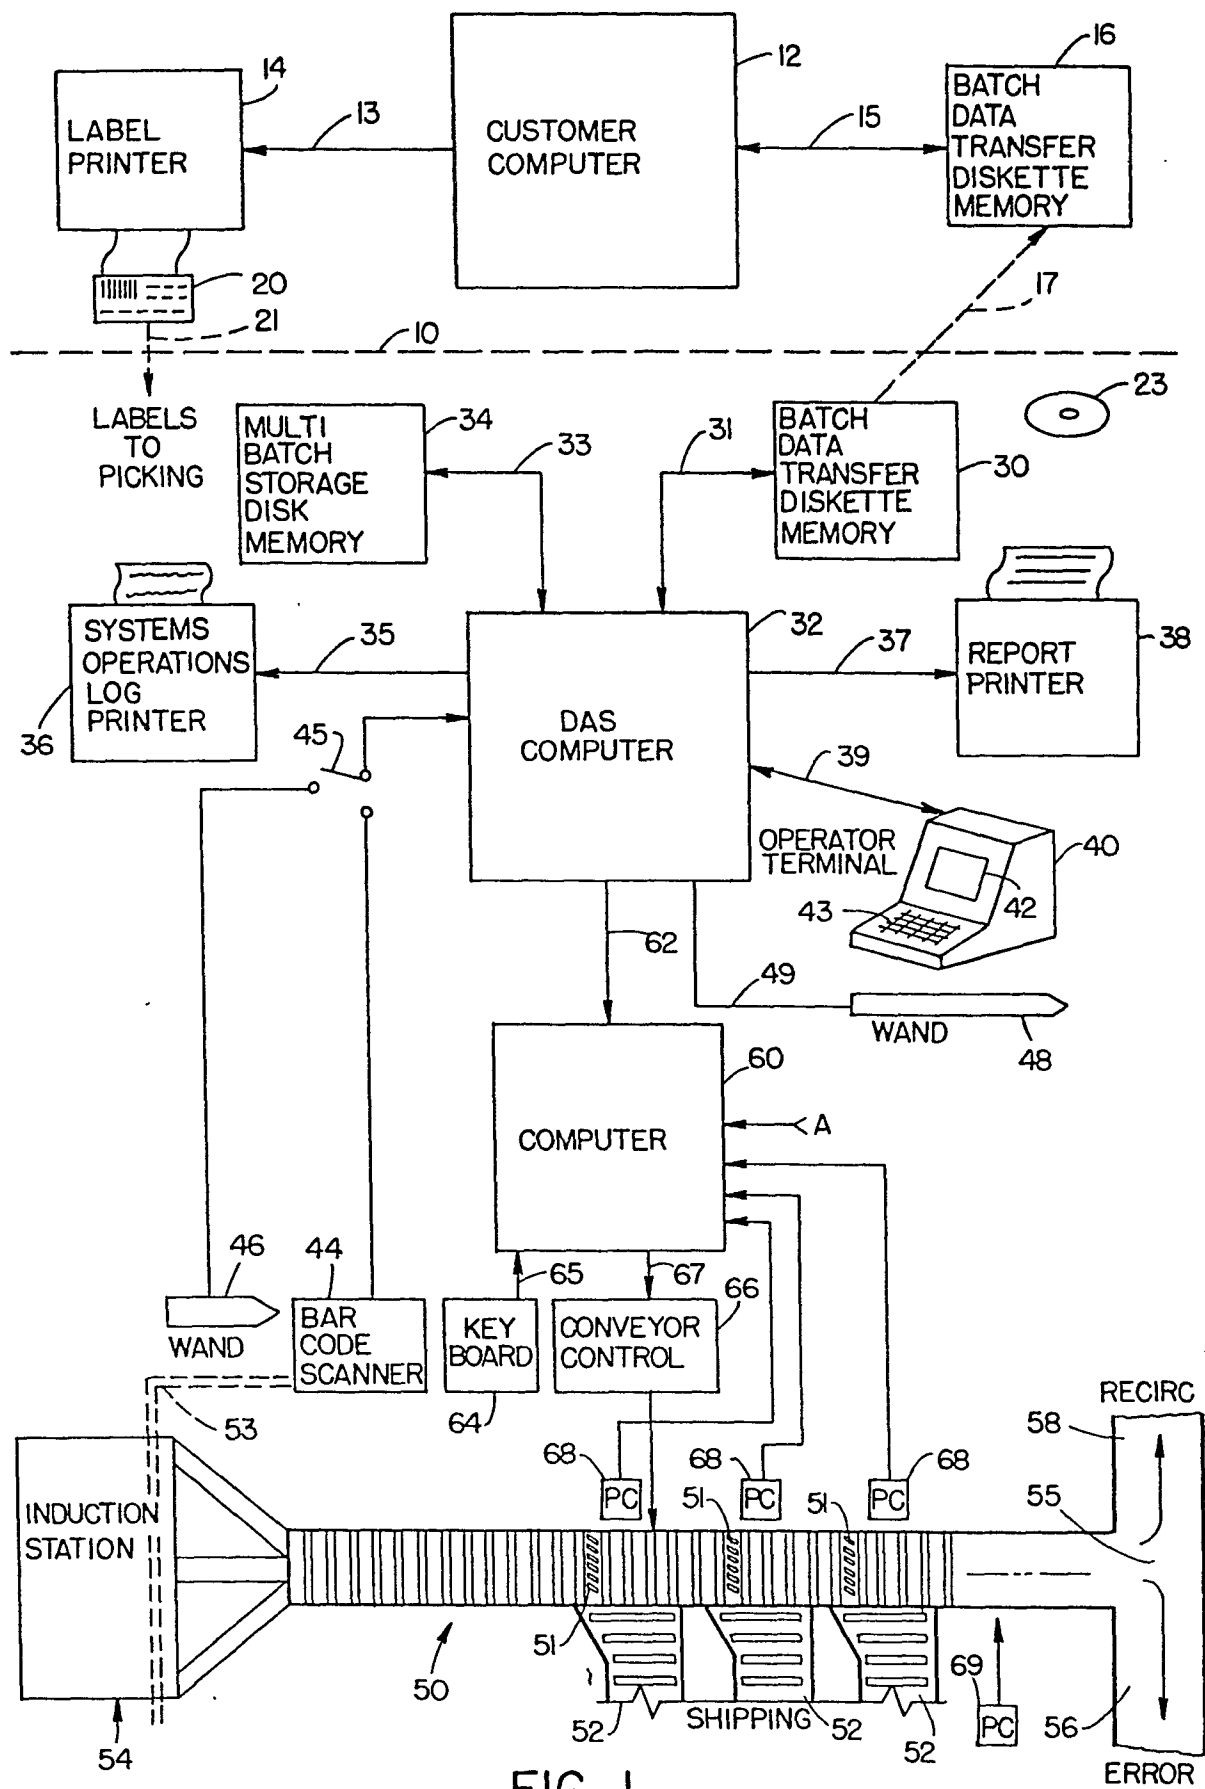 14
LABEL
PRINTER
13
CUSTOMER
COMPUTER
12
15
16
BATCH
DATA
TRANSFER
DISKETTE
MEMORY
20
21
17
10
23
LABELS
TO
PICKING
MULTI
BATCH
STORAGE
DISK
MEMORY
34
33
31
BATCH
DATA
TRANSFER
DISKETTE
MEMORY
30
SYSTEMS
OPERATIONS
LOG
PRINTER
36
35
32
37
REPORT
PRINTER
38
DAS
COMPUTER
45
39
OPERATOR
TERMINAL
40
42
43
62
49
WAND
48
60
COMPUTER
A
46
WAND
44
BAR
CODE
SCANNER
65
67
66
KEY
BOARD
64
CONVEYOR
CONTROL
53
RECIRC
58
68
PC
68
PC
68
PC
INDUCTION
STATION
51
51
55
51
50
54
52
SHIPPING
52
52
69
PC
56
ERROR
FIG. 1